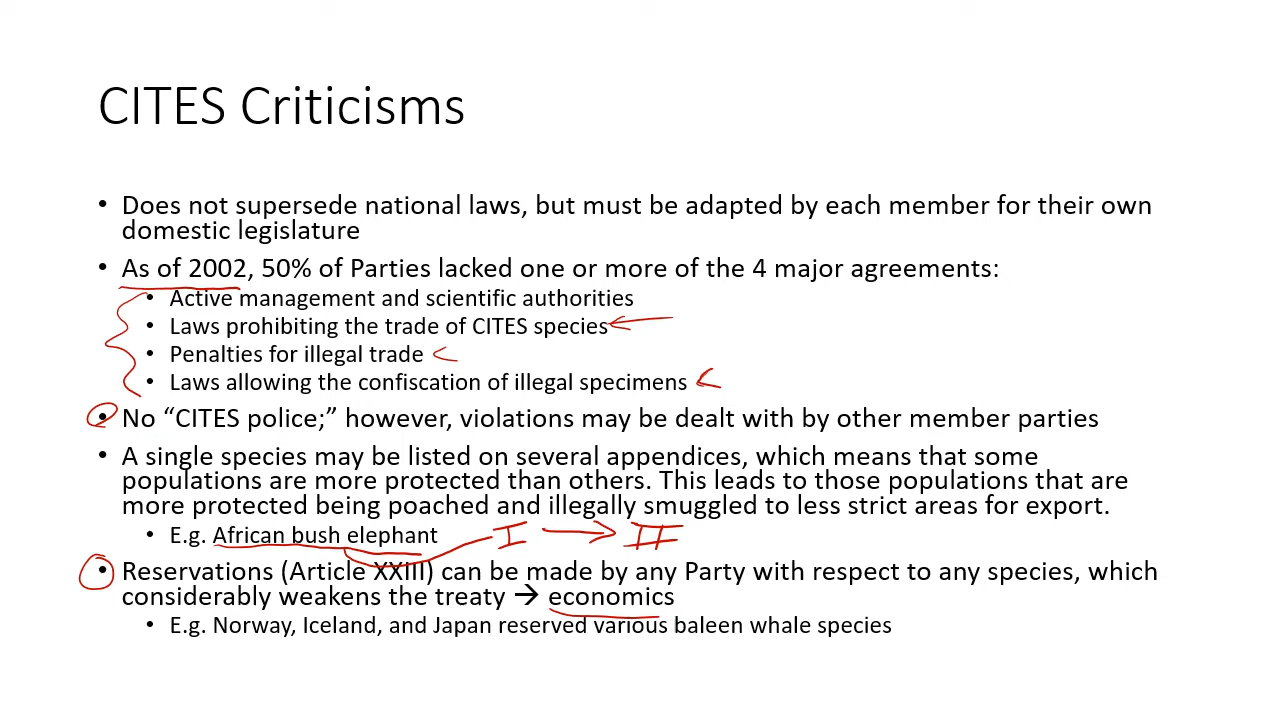 CITES Criticisms
• Does not supersede national laws, but must be adapted by each member for their own
domestic legislature
• As of 2002, 50% of Parties lacked one or more of the 4 major agreements:
• Active management and scientific authorities
• Laws prohibiting the trade of CITES species
• Penalties for illegal trade
• Laws allowing the confiscation of illegal specimens
• No “CITES police;” however, violations may be dealt with by other member parties
• A single species may be listed on several appendices, which means that some
populations are more protected than others. This leads to those populations that are
more protected being poached and illegally smuggled to less strict areas for export.
• E.g. African bush elephant I → II
• Reservations (Article XXIII) can be made by any Party with respect to any species, which
considerably weakens the treaty → economics
• E.g. Norway, Iceland, and Japan reserved various baleen whale species